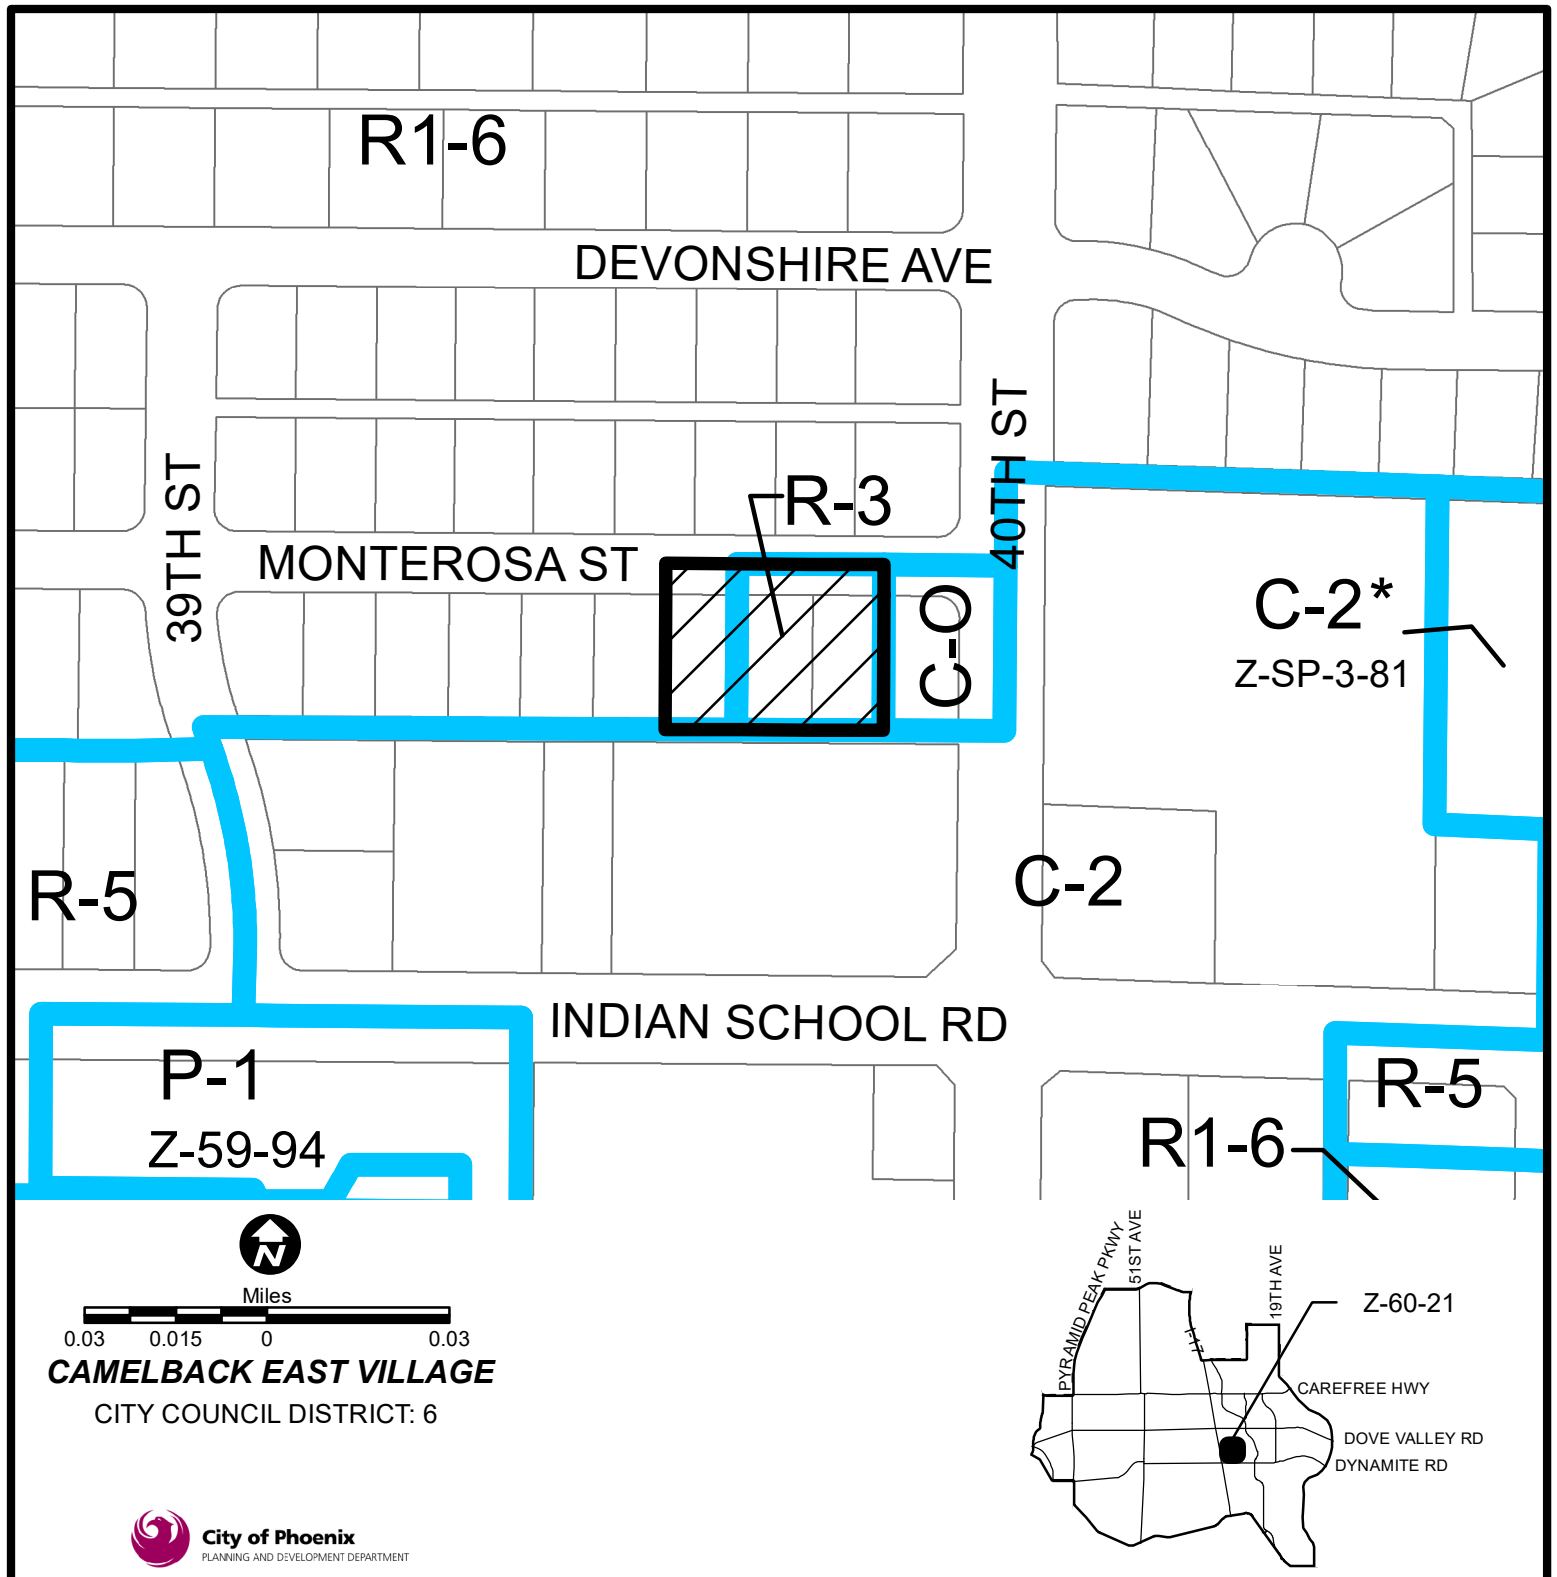 R1-6
DEVONSHIRE AVE
39TH ST
40TH ST
R-3
MONTEROSA ST
C-O
C-2*
Z-SP-3-81
R-5
C-2
INDIAN SCHOOL RD
P-1
Z-59-94
R-5
R1-6
N
Miles
0.03 0.015 0 0.03
CAMELBACK EAST VILLAGE
CITY COUNCIL DISTRICT: 6
PYRAMID PEAK PKWY
51ST AVE
I-17
19TH AVE
Z-60-21
CAREFREE HWY
DOVE VALLEY RD
DYNAMITE RD
City of Phoenix
PLANNING AND DEVELOPMENT DEPARTMENT